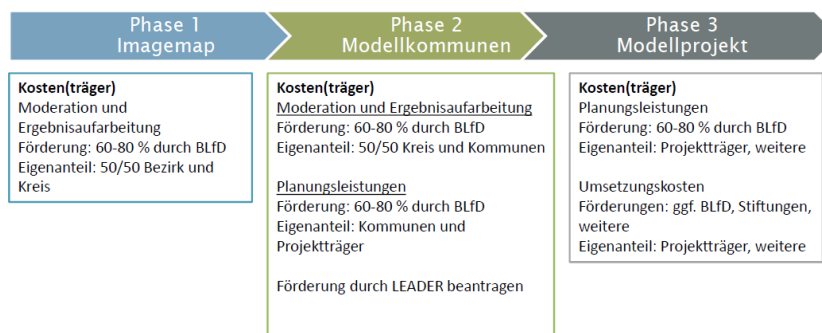 Phase 1
Imagemap
Phase 2
Modellkommunen
Phase 3
Modellprojekt
Kosten(träger)
Moderation und
Ergebnisaufarbeitung
Förderung: 60-80 % durch BLfD
Eigenanteil: 50/50 Bezirk und
Kreis
Kosten(träger)
Moderation und Ergebnisaufarbeitung
Förderung: 60-80 % durch BLfD
Eigenanteil: 50/50 Kreis und Kommunen
Planungsleistungen
Förderung: 60-80 % durch BLfD
Eigenanteil: Kommunen und
Projektträger
Förderung durch LEADER beantragen
Kosten(träger)
Planungsleistungen
Förderung: 60-80 % durch BLfD
Eigenanteil: Projektträger, weitere
Umsetzungskosten
Förderungen: ggf. BLfD, Stiftungen,
weitere
Eigenanteil: Projektträger, weitere